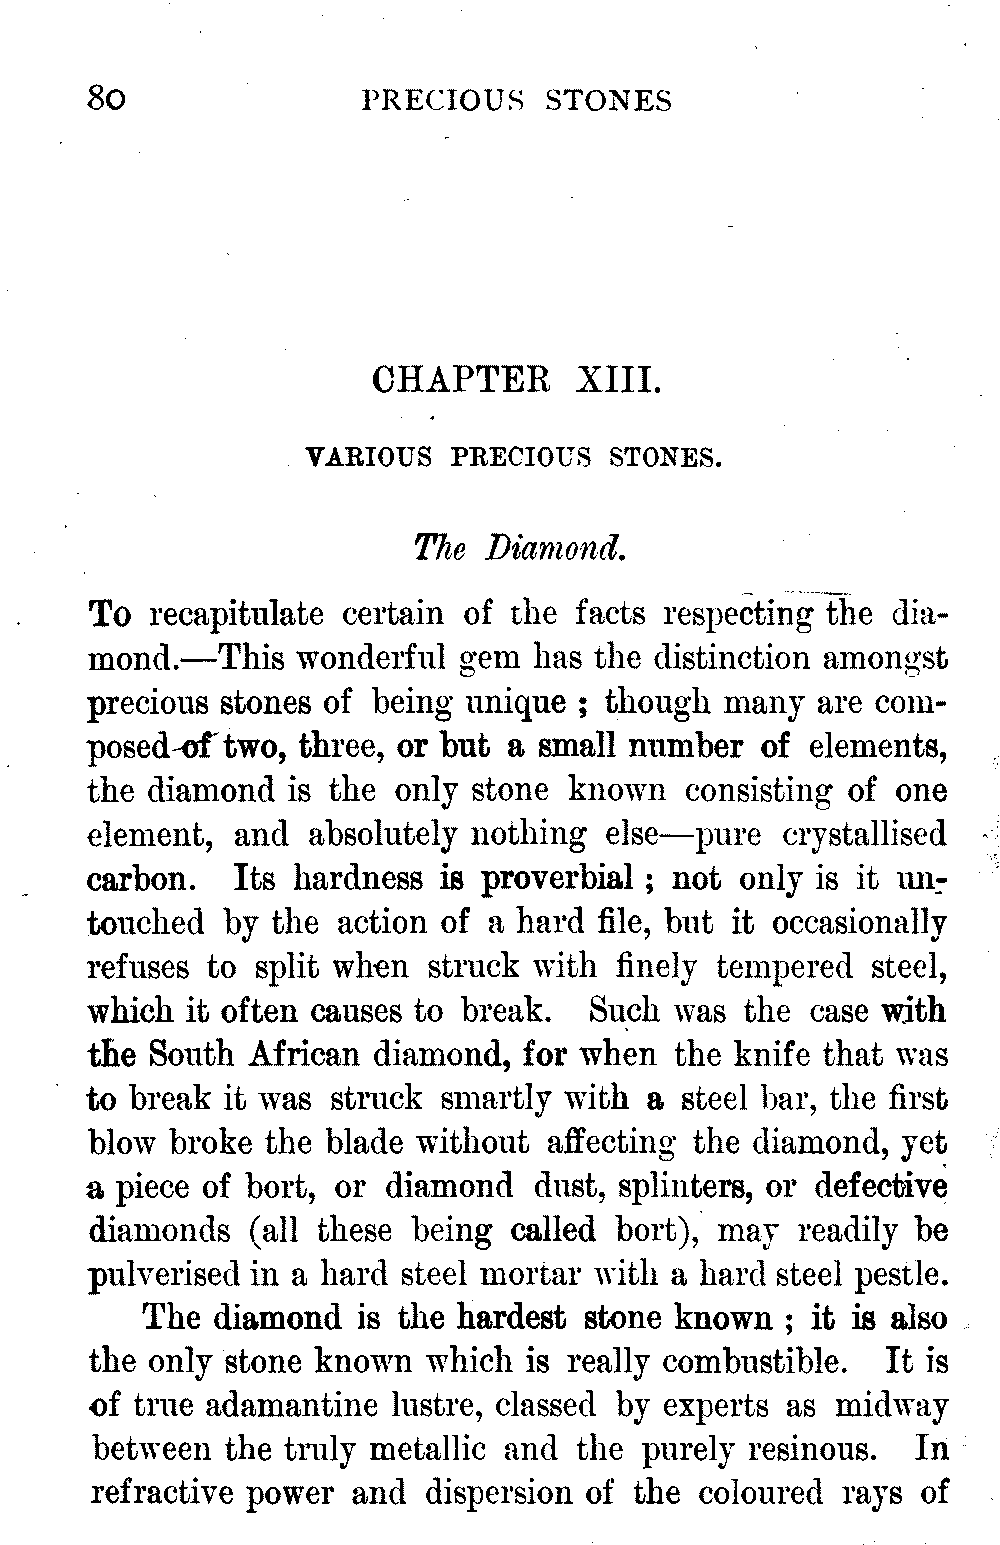 80 PRECIOUS STONES
CHAPTER XIII.
VARIOUS PRECIOUS STONES.
The Diamond.
To recapitulate certain of the facts respecting the dia-
mond.—This wonderful gem has the distinction amongst
precious stones of being unique ; though many are com-
posed of two, three, or but a small number of elements,
the diamond is the only stone known consisting of one
element, and absolutely nothing else—pure crystallised
carbon. Its hardness is proverbial ; not only is it un-
touched by the action of a hard file, but it occasionally
refuses to split when struck with finely tempered steel,
which it often causes to break. Such was the case with
the South African diamond, for when the knife that was
to break it was struck smartly with a steel bar, the first
blow broke the blade without affecting the diamond, yet
a piece of bort, or diamond dust, splinters, or defective
diamonds (all these being called bort), may readily be
pulverised in a hard steel mortar with a hard steel pestle.
The diamond is the hardest stone known ; it is also
the only stone known which is really combustible. It is
of true adamantine lustre, classed by experts as midway
between the truly metallic and the purely resinous. In
refractive power and dispersion of the coloured rays of